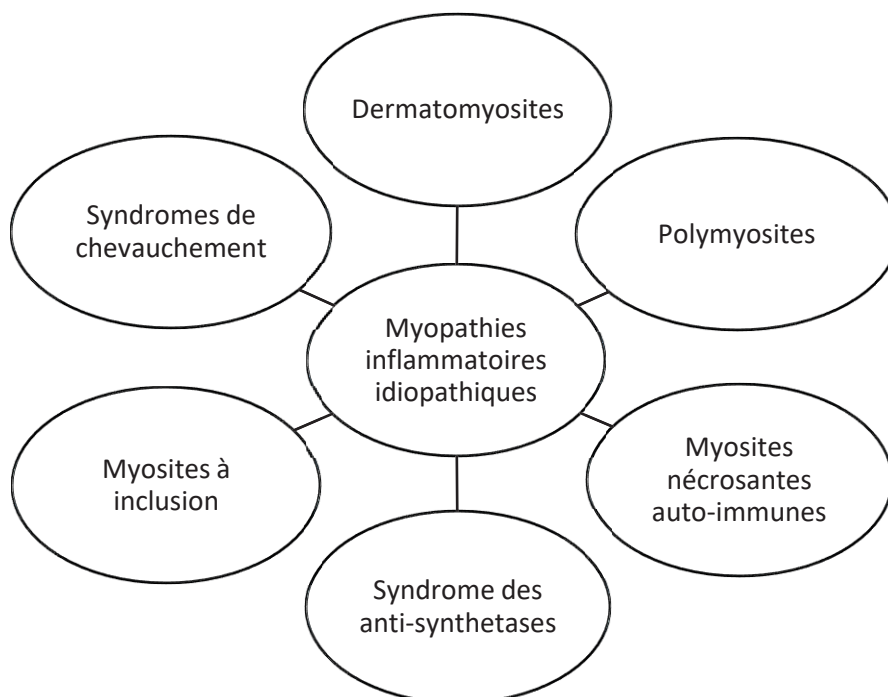 Dermatomyosites
Syndromes de
chevauchement
Polymyosites
Myopathies
inflammatoires
idiopathiques
Myosites à
inclusion
Myosites
nécrosantes
auto-immunes
Syndrome des
anti-synthetases